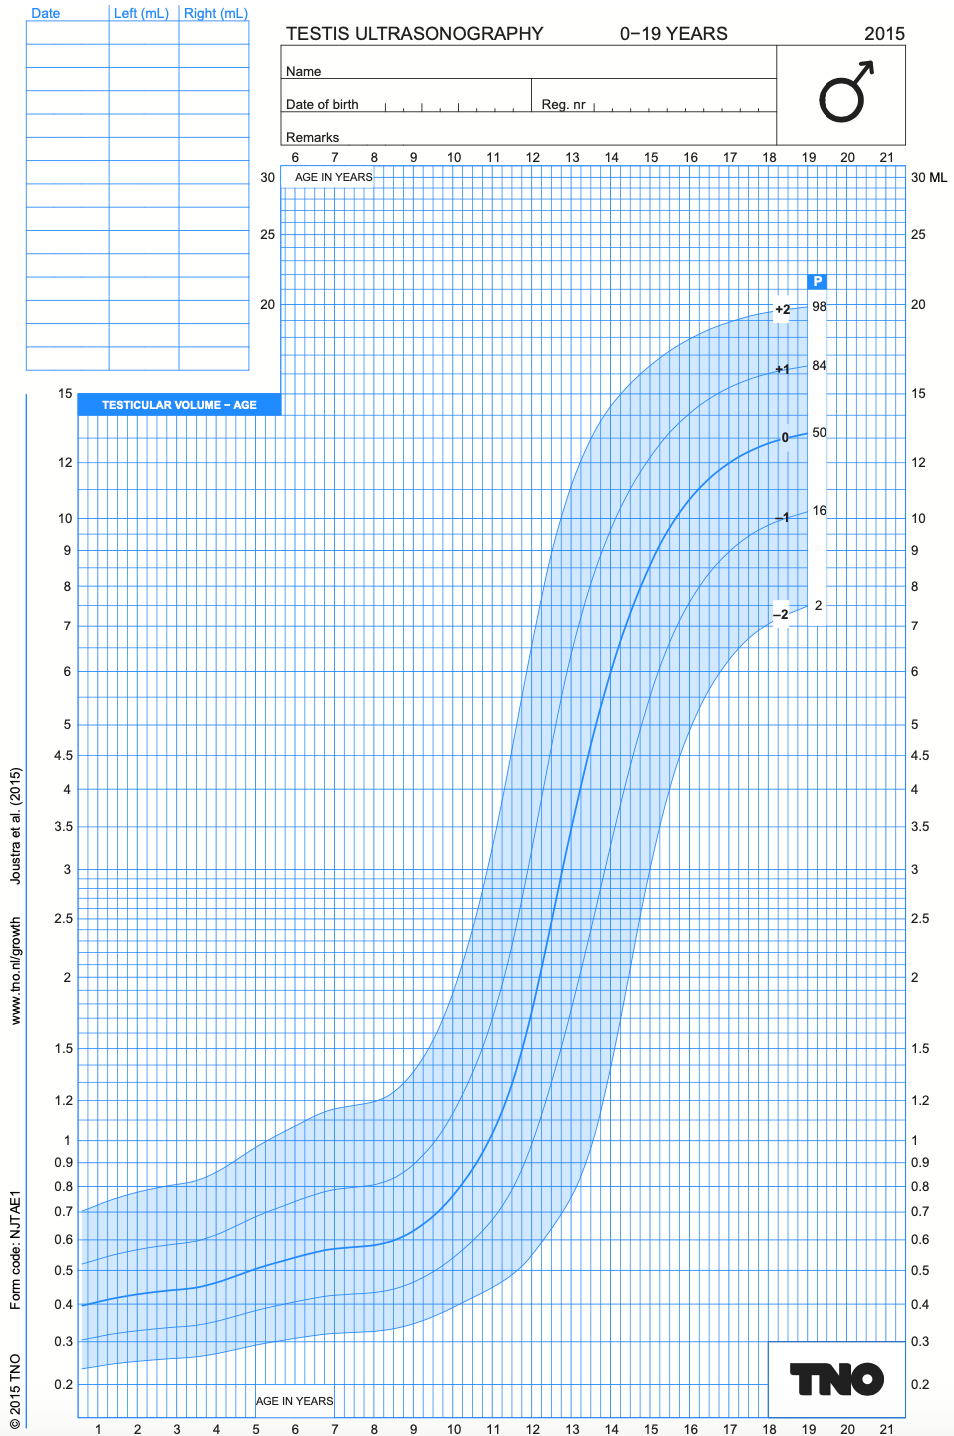 Date Left (mL) Right (mL)
TESTIS ULTRASONOGRAPHY 0−19 YEARS 2015
Name
Date of birth Reg. nr
Remarks
6 7 8 9 10 11 12 13 14 15 16 17 18 19 20 21
AGE IN YEARS
30 30 ML
25 25
P
20 +2 98 20
+1 84
15 15
TESTICULAR VOLUME − AGE
0 50
12 12
–1 16
10 10
9 9
8 8
–2 2
7 7
6 6
5 5
4.5 4.5
4 4
3.5 3.5
3 3
2.5 2.5
2 2
1.5 1.5
1.2 1.2
1 1
0.9 0.9
0.8 0.8
0.7 0.7
0.6 0.6
0.5 0.5
0.4 0.4
0.3 0.3
0.2 0.2
TNO
AGE IN YEARS
1 2 3 4 5 6 7 8 9 10 11 12 13 14 15 16 17 18 19 20 21
© 2015 TNO Form code: NJTAE1 www.tno.nl/growth Joustra et al. (2015)